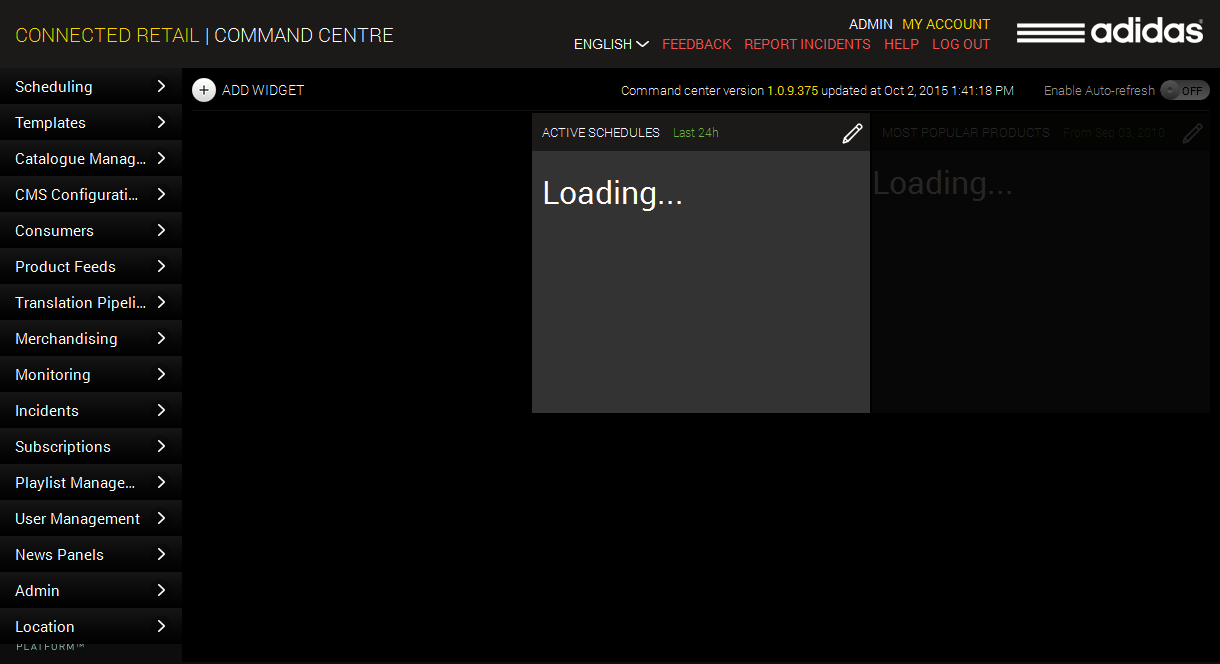 CONNECTED RETAIL | COMMAND CENTRE
ADMIN MY ACCOUNT
ENGLISH FEEDBACK REPORT INCIDENTS HELP LOG OUT
adidas
ADD WIDGET
Command center version 1.0.9.375 updated at Oct 2, 2015 1:41:18 PM
Enable Auto-refresh OFF
Scheduling
Templates
Catalogue Manag...
CMS Configurati...
Consumers
Product Feeds
Translation Pipeli...
Merchandising
Monitoring
Incidents
Subscriptions
Playlist Manage...
User Management
News Panels
Admin
Location
PLATFORM™
ACTIVE SCHEDULES Last 24h
Loading...
MOST POPULAR PRODUCTS From Sep 03, 2010
Loading...